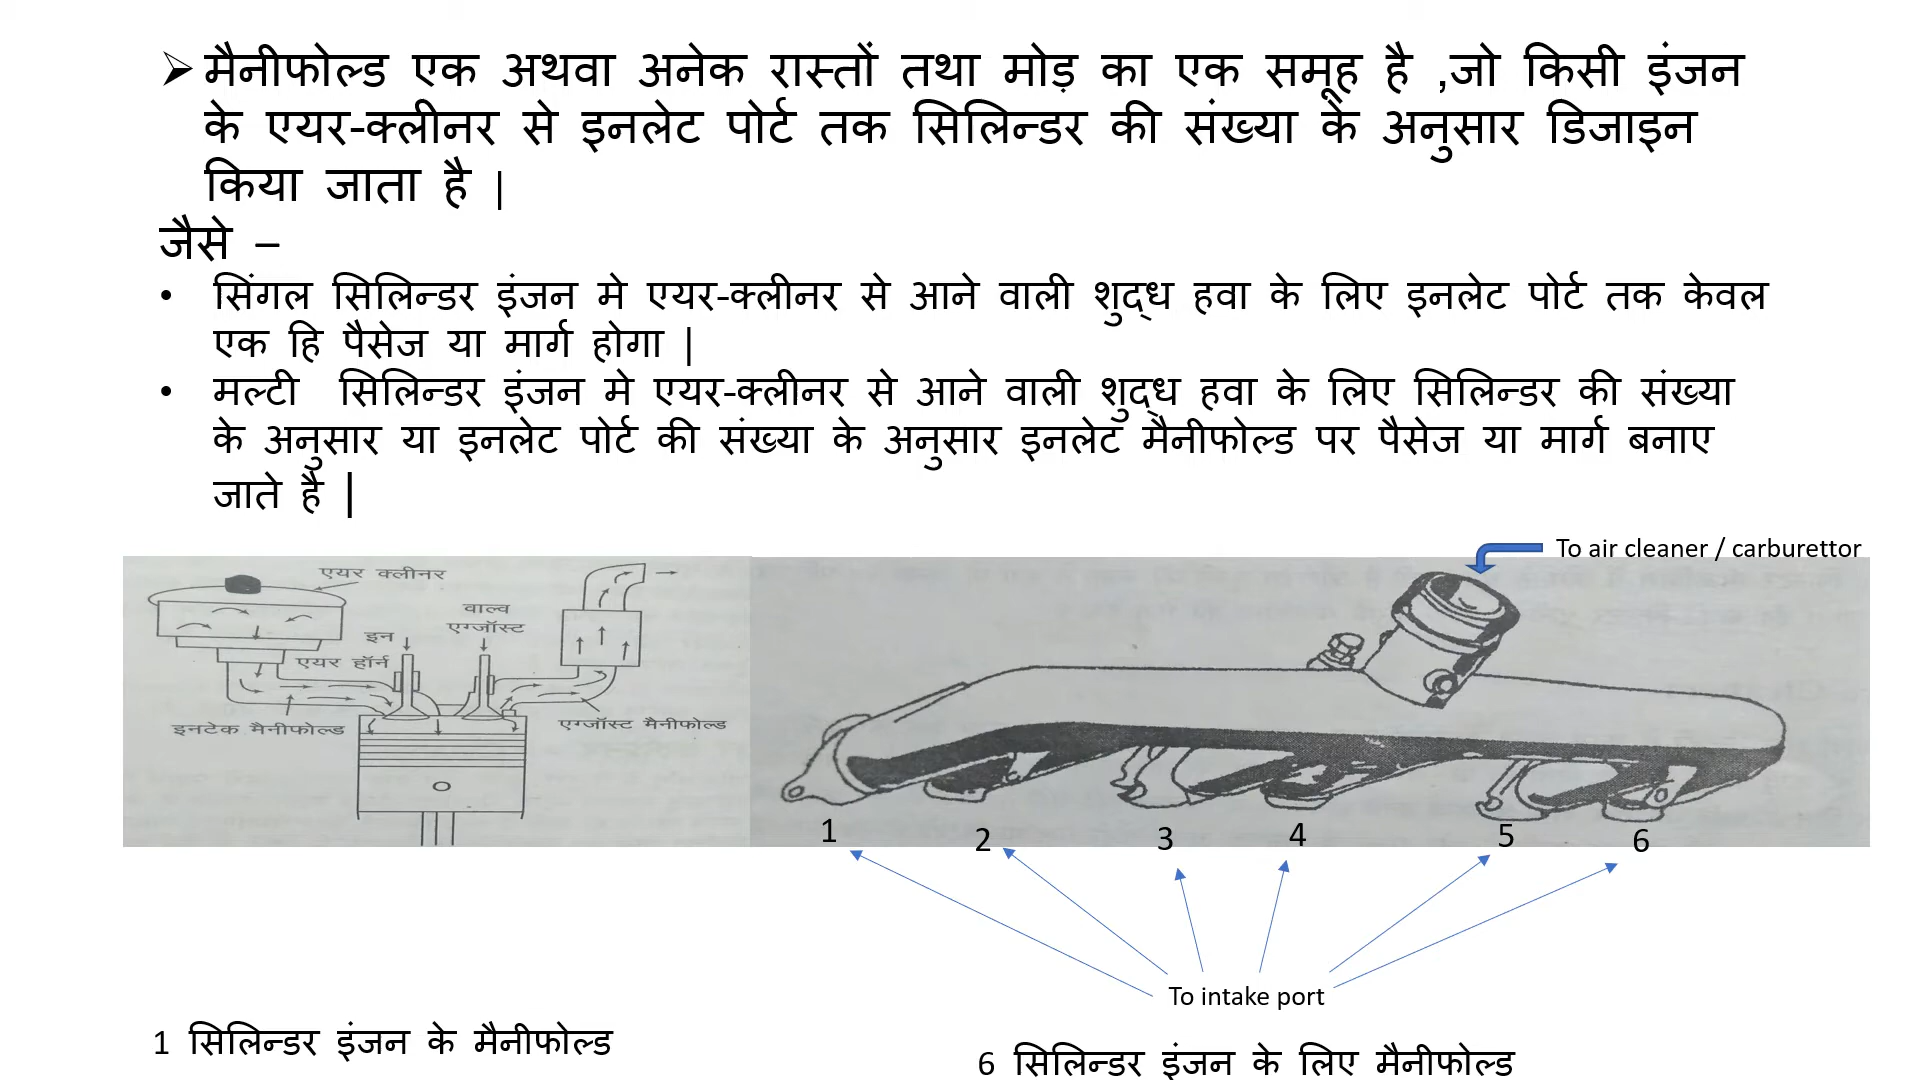 ➢ मैनीफोल्ड एक अथवा अनेक रास्तों तथा मोड़ का एक समूह है ,जो किसी इंजन
के एयर-क्लीनर से इनलेट पोर्ट तक सिलिन्डर की संख्या के अनुसार डिजाइन
किया जाता है |
जैसे –
• सिंगल सिलिन्डर इंजन मे एयर-क्लीनर से आने वाली शुद्ध हवा के लिए इनलेट पोर्ट तक केवल
एक हि पैसेज या मार्ग होगा |
• मल्टी सिलिन्डर इंजन मे एयर-क्लीनर से आने वाली शुद्ध हवा के लिए सिलिन्डर की संख्या
के अनुसार या इनलेट पोर्ट की संख्या के अनुसार इनलेट मैनीफोल्ड पर पैसेज या मार्ग बनाए
जाते है |
To air cleaner / carburettor
एयर क्लीनर
वाल्व
एग्जॉस्ट
इन
एयर हॉर्न
इनटेक मैनीफोल्ड
एग्जॉस्ट मैनीफोल्ड
1 2 3 4 5 6
To intake port
1 सिलिन्डर इंजन के मैनीफोल्ड
6 सिलिन्डर इंजन के लिए मैनीफोल्ड